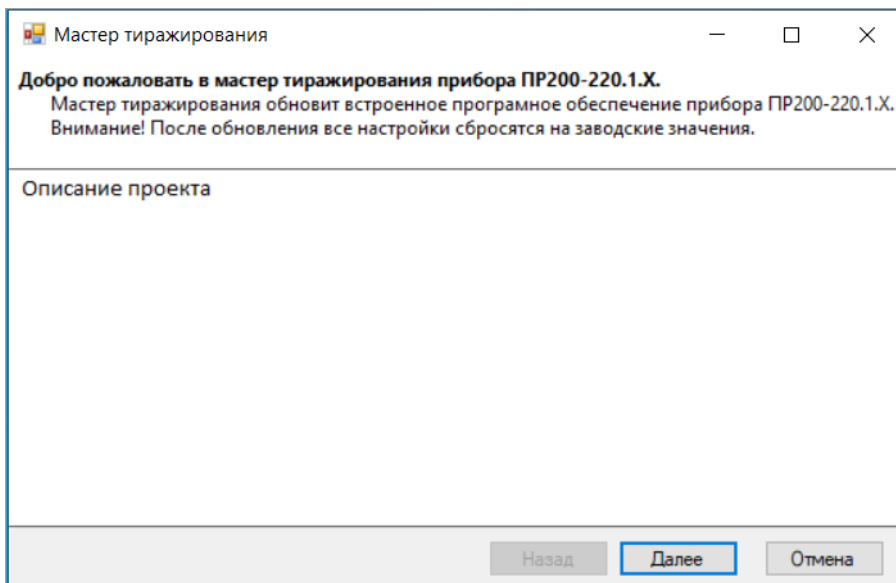 Мастер тиражирования
Добро пожаловать в мастер тиражирования прибора ПР200-220.1.X.
Мастер тиражирования обновит встроенное програмное обеспечение прибора ПР200-220.1.X.
Внимание! После обновления все настройки сбросятся на заводские значения.
Описание проекта
Назад Далее Отмена